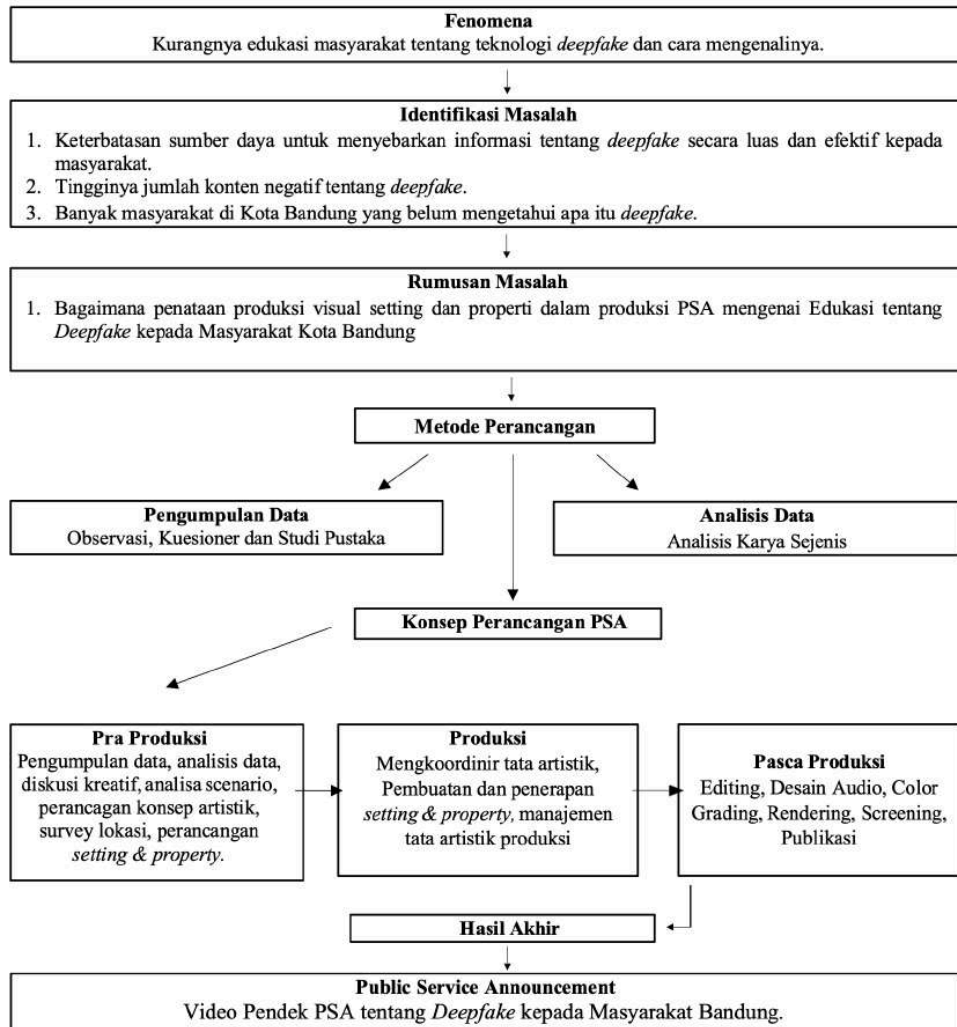 Fenomena
Kurangnya edukasi masyarakat tentang teknologi deepfake dan cara mengenalinya.
Identifikasi Masalah
1. Keterbatasan sumber daya untuk menyebarkan informasi tentang deepfake secara luas dan efektif kepada
masyarakat.
2. Tingginya jumlah konten negatif tentang deepfake.
3. Banyak masyarakat di Kota Bandung yang belum mengetahui apa itu deepfake.
Rumusan Masalah
1. Bagaimana penataan produksi visual setting dan properti dalam produksi PSA mengenai Edukasi tentang
Deepfake kepada Masyarakat Kota Bandung
Metode Perancangan
Pengumpulan Data
Observasi, Kuesioner dan Studi Pustaka
Analisis Data
Analisis Karya Sejenis
Konsep Perancangan PSA
Pra Produksi
Pengumpulan data, analisis data,
diskusi kreatif, analisa scenario,
perancagan konsep artistik,
survey lokasi, perancangan
setting & property.
Produksi
Mengkoordinir tata artistik,
Pembuatan dan penerapan
setting & property, manajemen
tata artistik produksi
Pasca Produksi
Editing, Desain Audio, Color
Grading, Rendering, Screening,
Publikasi
Hasil Akhir
Public Service Announcement
Video Pendek PSA tentang Deepfake kepada Masyarakat Bandung.